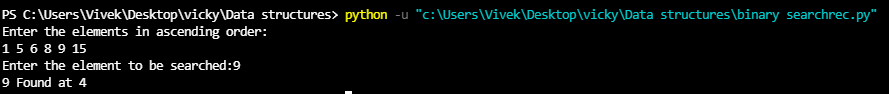 PS C:\Users\Vivek\Desktop\vicky\Data structures> python -u "c:\Users\Vivek\Desktop\vicky\Data structures\binary searchrec.py"
Enter the elements in ascending order:
1 5 6 8 9 15
Enter the element to be searched:9
9 Found at 4